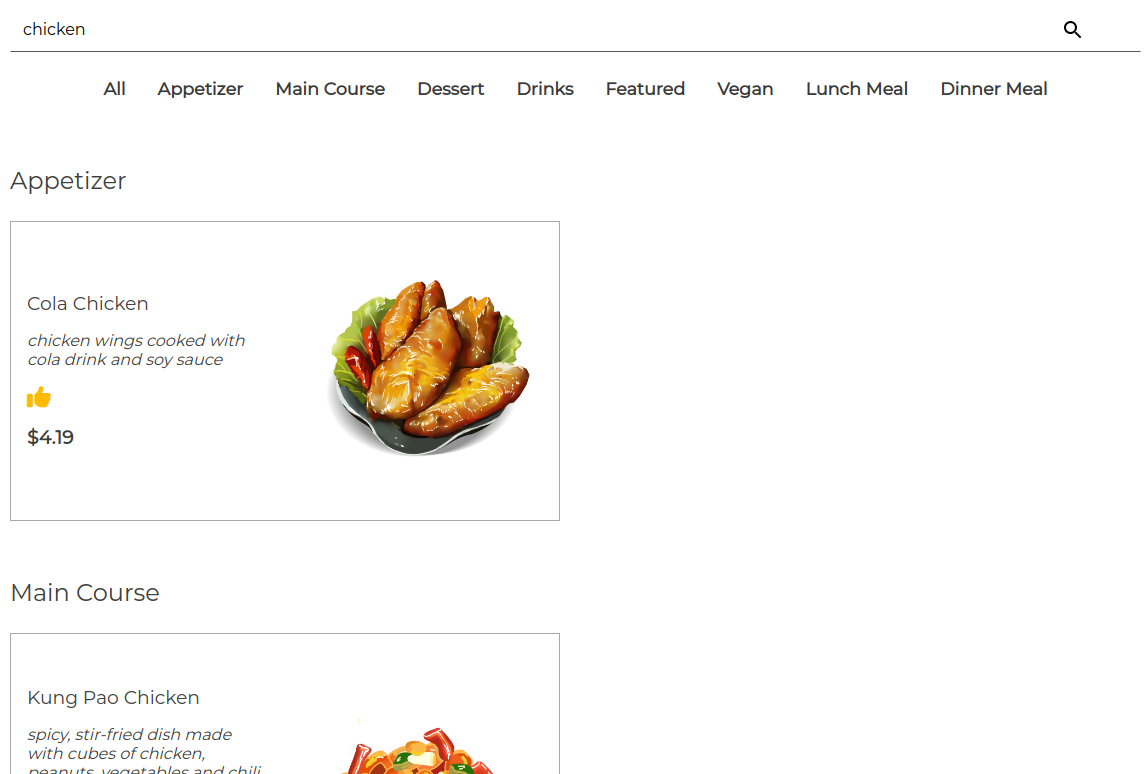 chicken
All Appetizer Main Course Dessert Drinks Featured Vegan Lunch Meal Dinner Meal
Appetizer
Cola Chicken
chicken wings cooked with
cola drink and soy sauce
$4.19
Main Course
Kung Pao Chicken
spicy, stir-fried dish made
with cubes of chicken,
peanuts, vegetables and chili